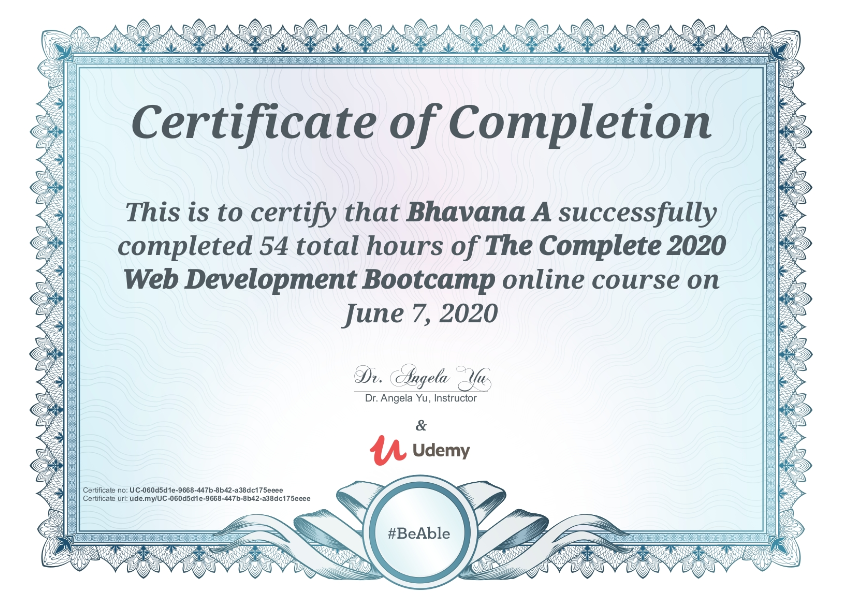 Certificate of Completion
This is to certify that Bhavana A successfully
completed 54 total hours of The Complete 2020
Web Development Bootcamp online course on
June 7, 2020
Dr. Angela Yu
Dr. Angela Yu, Instructor
&
Udemy
Certificate no: UC-060d5d1e-9668-447b-8b42-a38dc175eeee
Certificate url: ude.my/UC-060d5d1e-9668-447b-8b42-a38dc175eeee
#BeAble